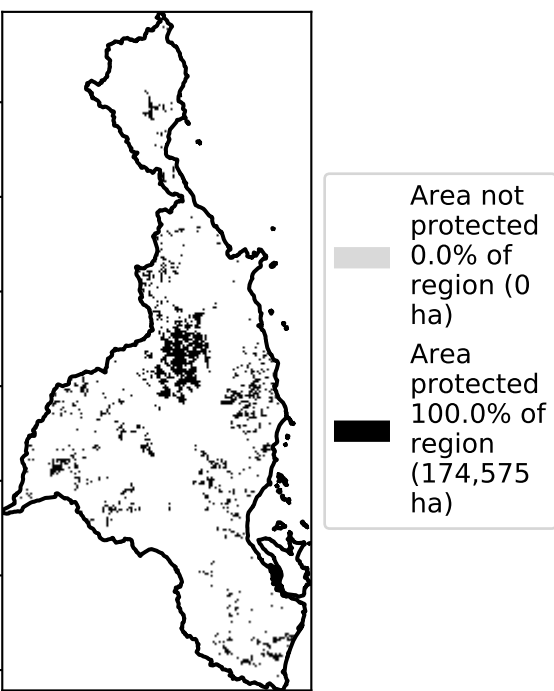 Area not
protected
0.0% of
region (0
ha)
Area
protected
100.0% of
region
(174,575
ha)